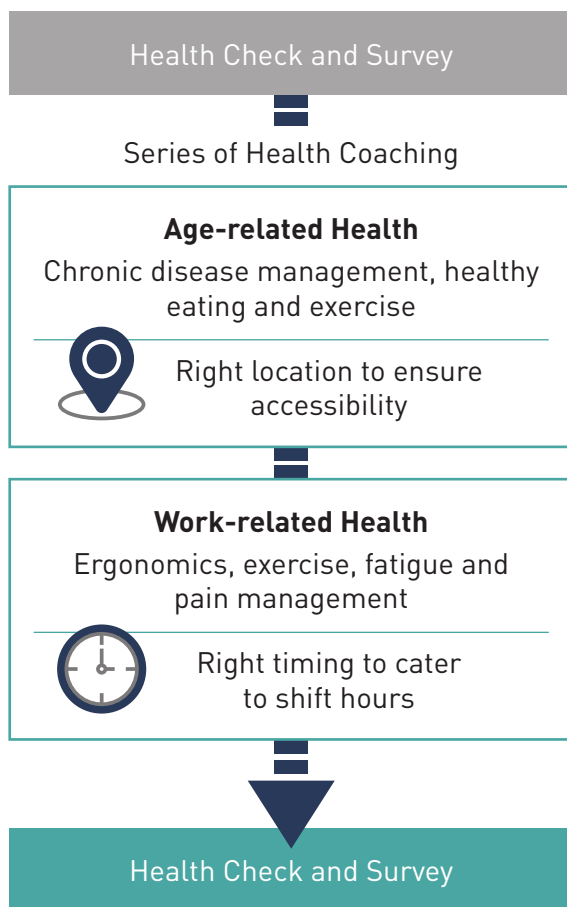 Health Check and Survey
Series of Health Coaching
Age-related Health
Chronic disease management, healthy
eating and exercise
Right location to ensure
accessibility
Work-related Health
Ergonomics, exercise, fatigue and
pain management
Right timing to cater
to shift hours
Health Check and Survey